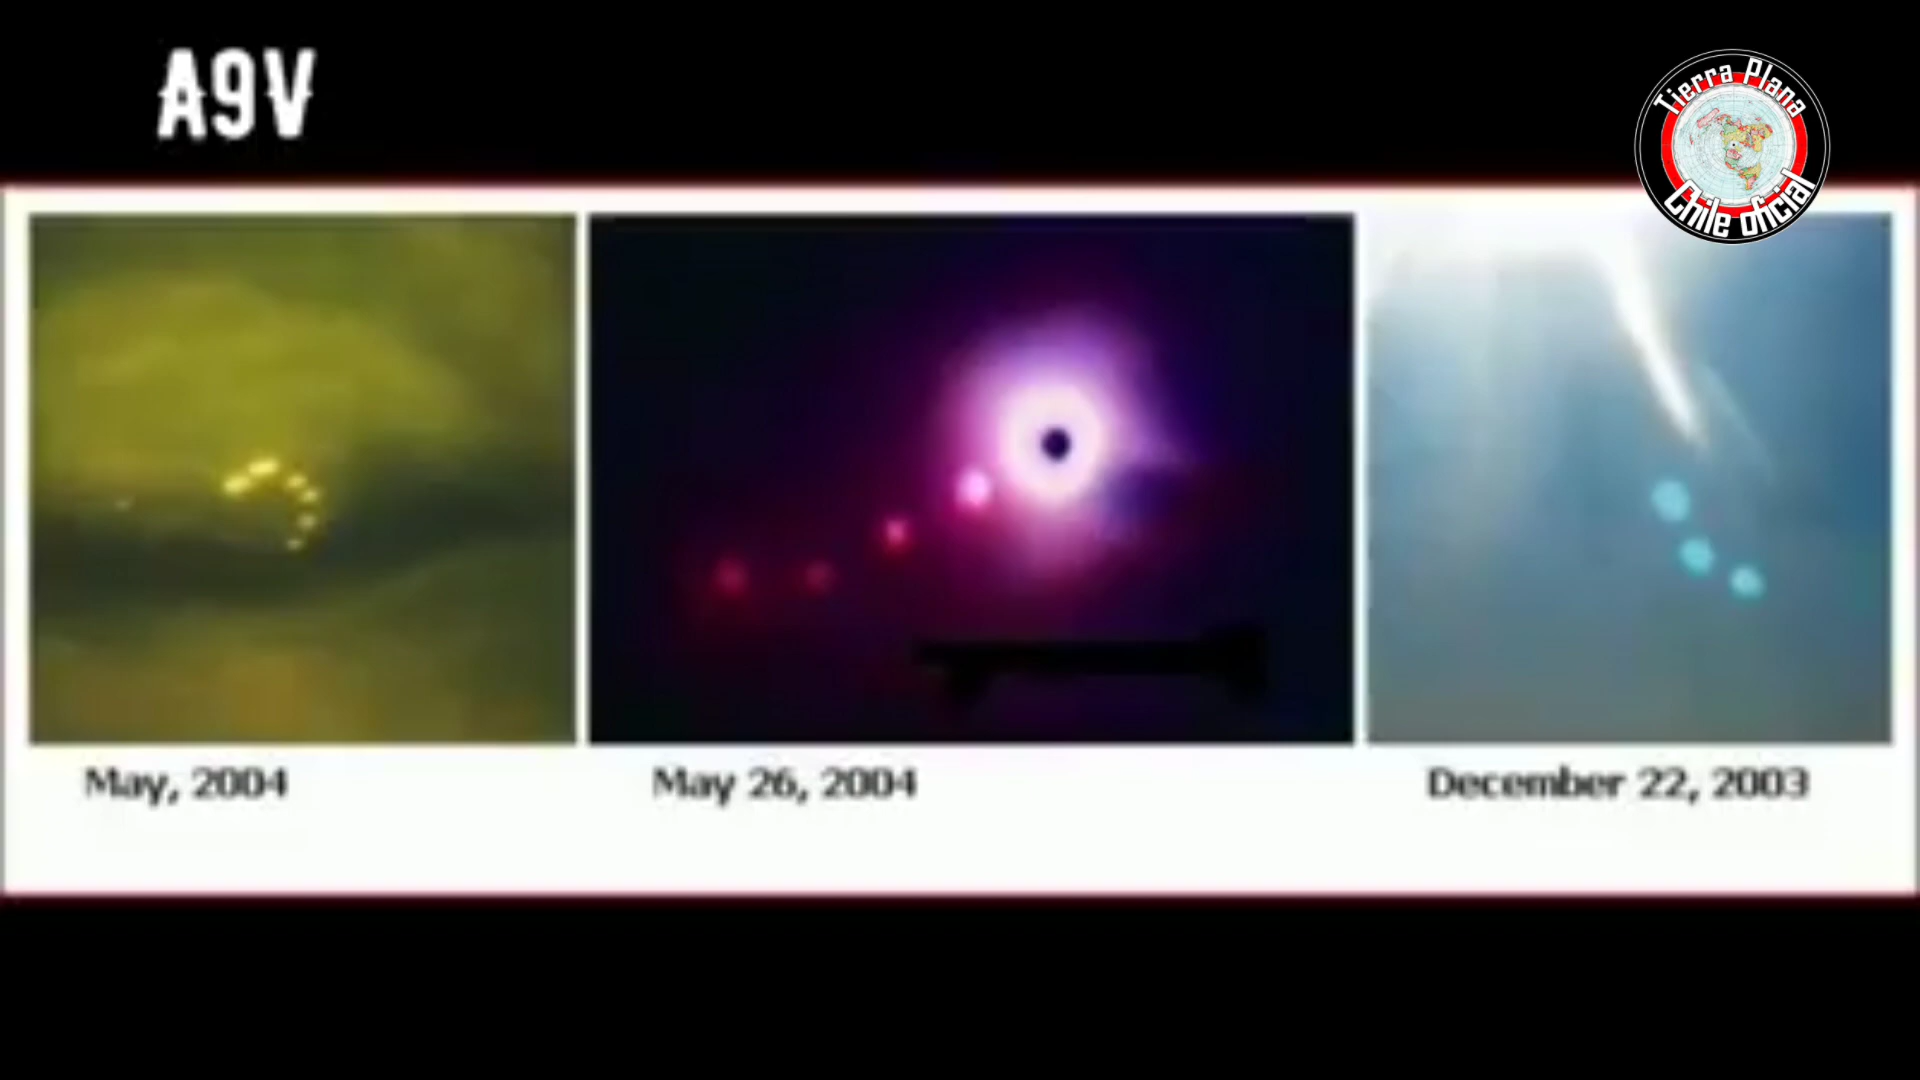 A9V
Tierra Plana
Chile oficial
May, 2004
May 26, 2004
December 22, 2003